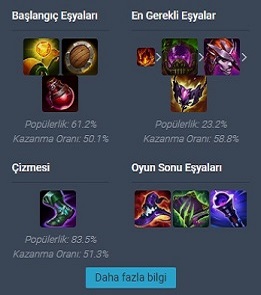 Başlangıç Eşyaları
Popülerlik: 61.2%
Kazanma Oranı: 50.1%
En Gerekli Eşyalar
Popülerlik: 23.2%
Kazanma Oranı: 58.8%
Çizmesi
Popülerlik: 83.5%
Kazanma Oranı: 51.3%
Oyun Sonu Eşyaları
Daha fazla bilgi